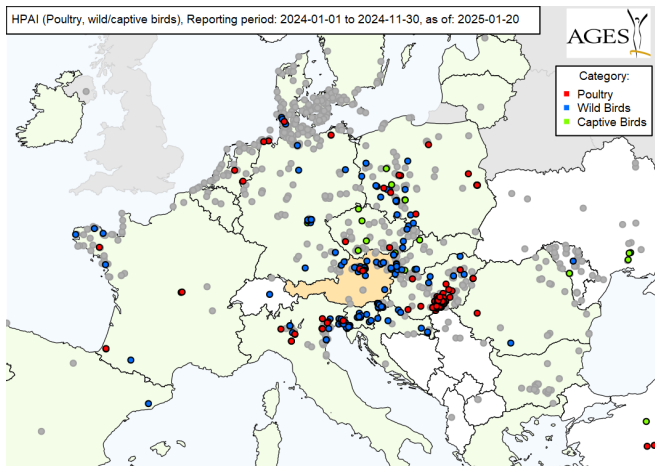 HPAI (Poultry, wild/captive birds), Reporting period: 2024-01-01 to 2024-11-30, as of: 2025-01-20
AGES
Category:
Poultry
Wild Birds
Captive Birds